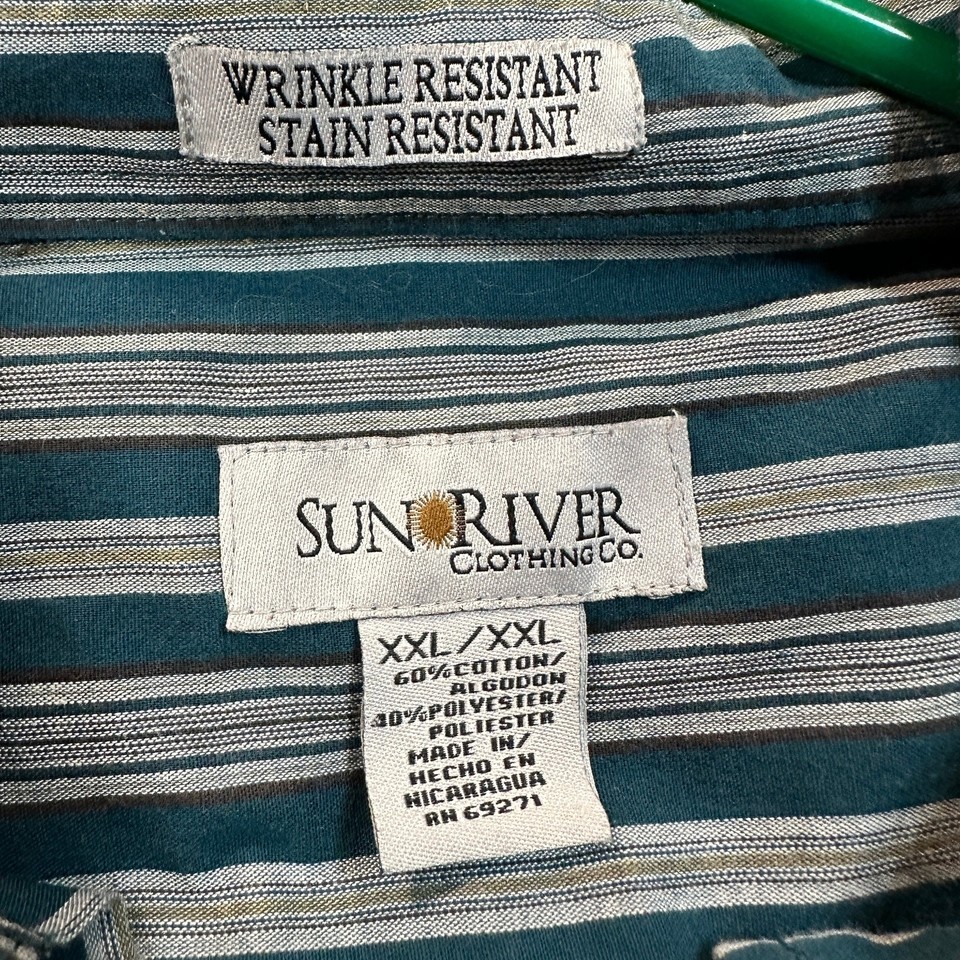 WRINKLE RESISTANT
STAIN RESISTANT
SUN RIVER
CLOTHING CO.
XXL/XXL
60%COTTON/
ALGODON
40%POLYESTER/
POLIESTER
MADE IN/
HECHO EN
NICARAGUA
RN 69271